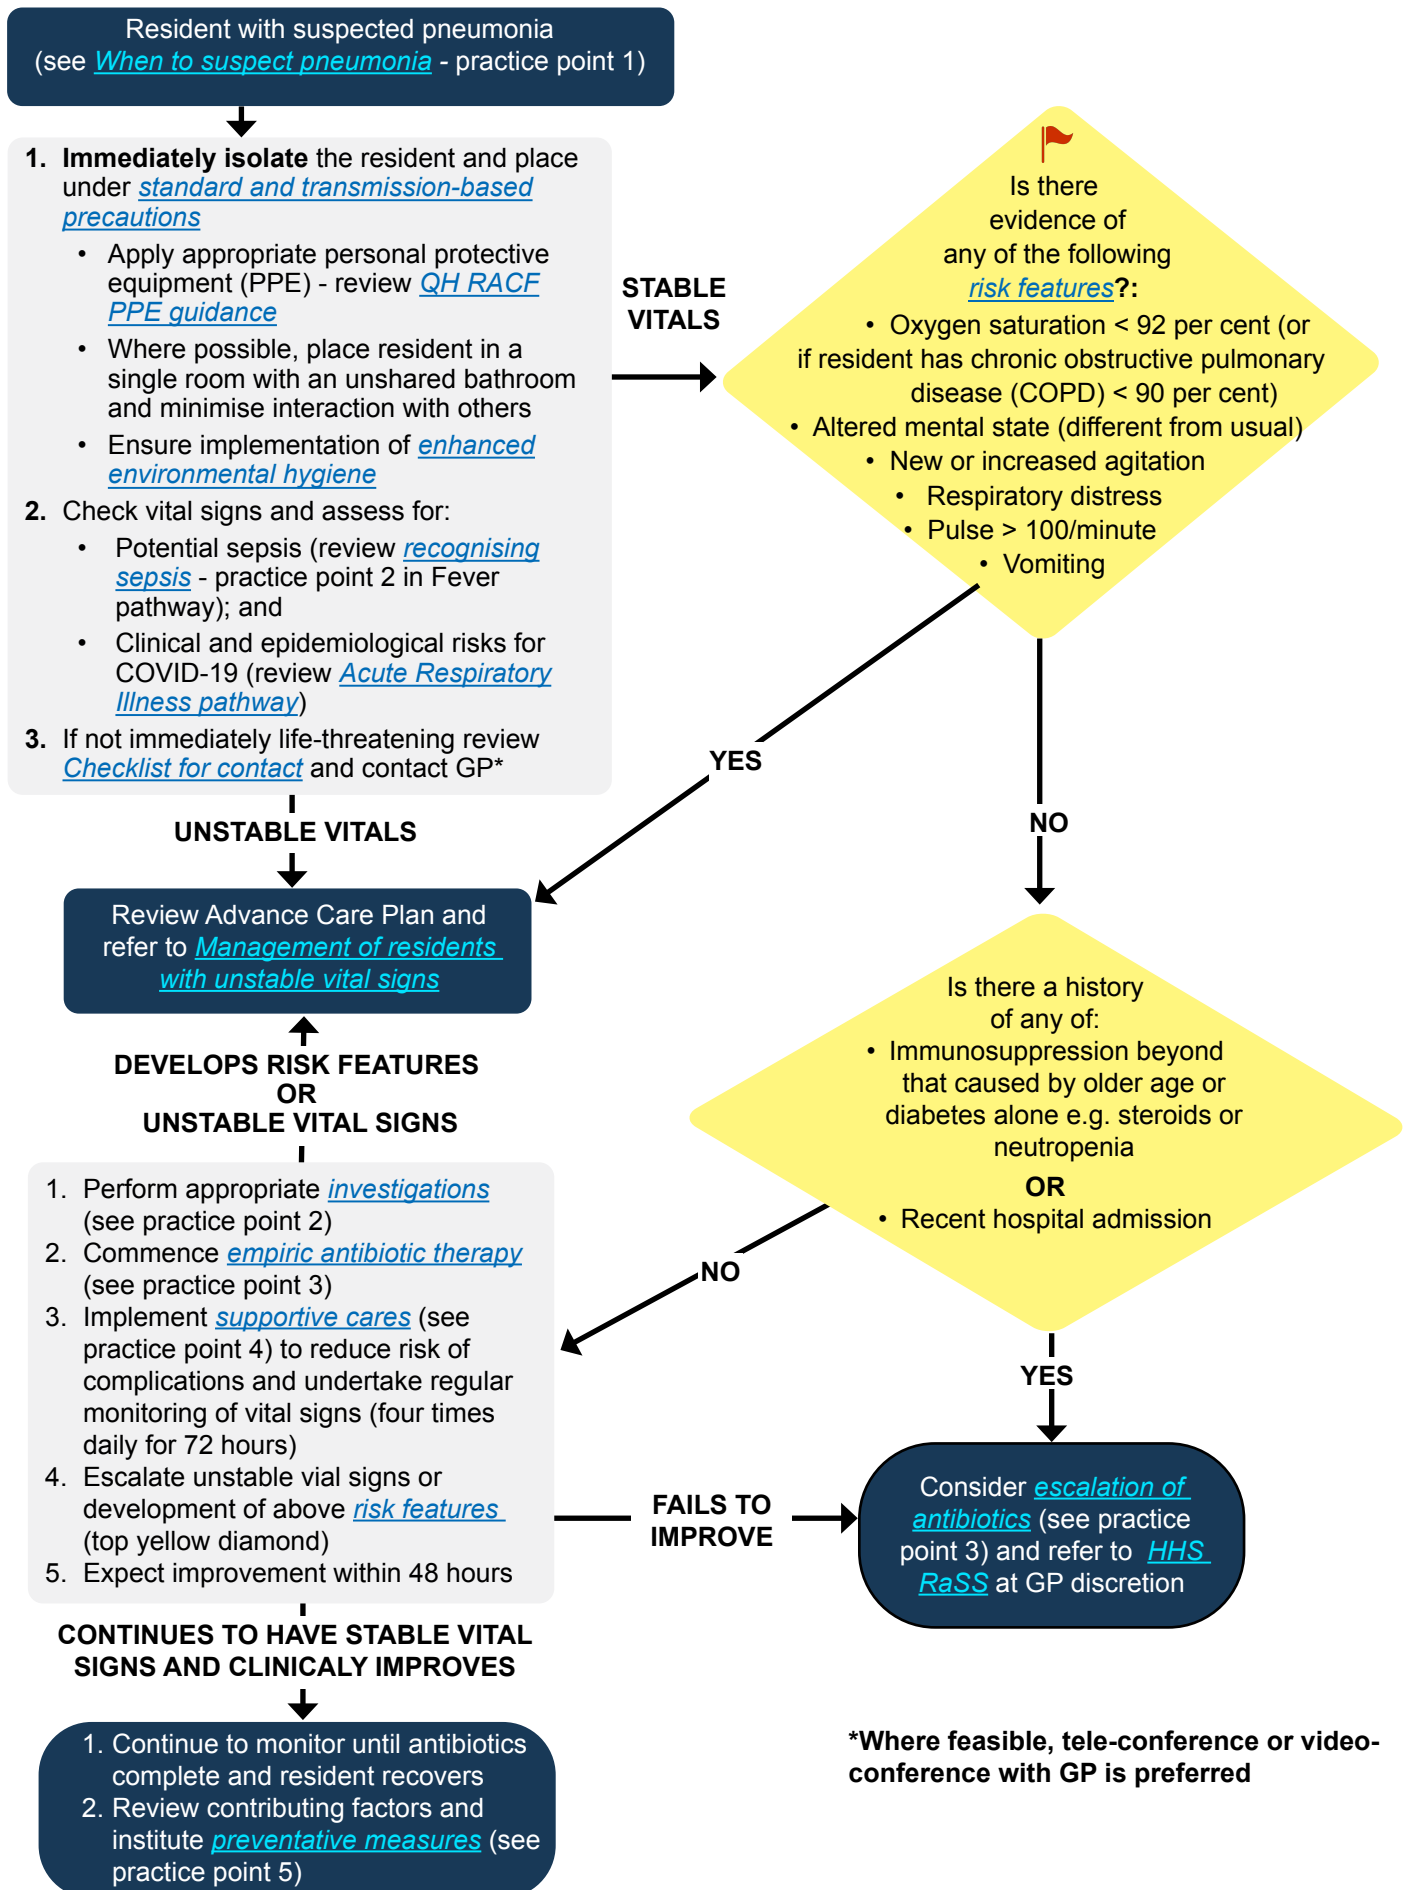 Resident with suspected pneumonia
(see When to suspect pneumonia - practice point 1)
1. Immediately isolate the resident and place
under standard and transmission-based
precautions
• Apply appropriate personal protective
equipment (PPE) - review QH RACF
PPE guidance
• Where possible, place resident in a
single room with an unshared bathroom
and minimise interaction with others
• Ensure implementation of enhanced
environmental hygiene
2. Check vital signs and assess for:
• Potential sepsis (review recognising
sepsis - practice point 2 in Fever
pathway); and
• Clinical and epidemiological risks for
COVID-19 (review Acute Respiratory
Illness pathway)
3. If not immediately life-threatening review
Checklist for contact and contact GP*
STABLE
VITALS
Is there
evidence of
any of the following
risk features?:
• Oxygen saturation < 92 per cent (or
if resident has chronic obstructive pulmonary
disease (COPD) < 90 per cent)
• Altered mental state (different from usual)
• New or increased agitation
• Respiratory distress
• Pulse > 100/minute
• Vomiting
YES
NO
UNSTABLE VITALS
Review Advance Care Plan and
refer to Management of residents
with unstable vital signs
Is there a history
of any of:
• Immunosuppression beyond
that caused by older age or
diabetes alone e.g. steroids or
neutropenia
OR
• Recent hospital admission
NO
YES
DEVELOPS RISK FEATURES
OR
UNSTABLE VITAL SIGNS
1. Perform appropriate investigations
(see practice point 2)
2. Commence empiric antibiotic therapy
(see practice point 3)
3. Implement supportive cares (see
practice point 4) to reduce risk of
complications and undertake regular
monitoring of vital signs (four times
daily for 72 hours)
4. Escalate unstable vial signs or
development of above risk features
(top yellow diamond)
5. Expect improvement within 48 hours
FAILS TO
IMPROVE
Consider escalation of
antibiotics (see practice
point 3) and refer to HHS
RaSS at GP discretion
CONTINUES TO HAVE STABLE VITAL
SIGNS AND CLINICALY IMPROVES
1. Continue to monitor until antibiotics
complete and resident recovers
2. Review contributing factors and
institute preventative measures (see
practice point 5)
*Where feasible, tele-conference or video-
conference with GP is preferred